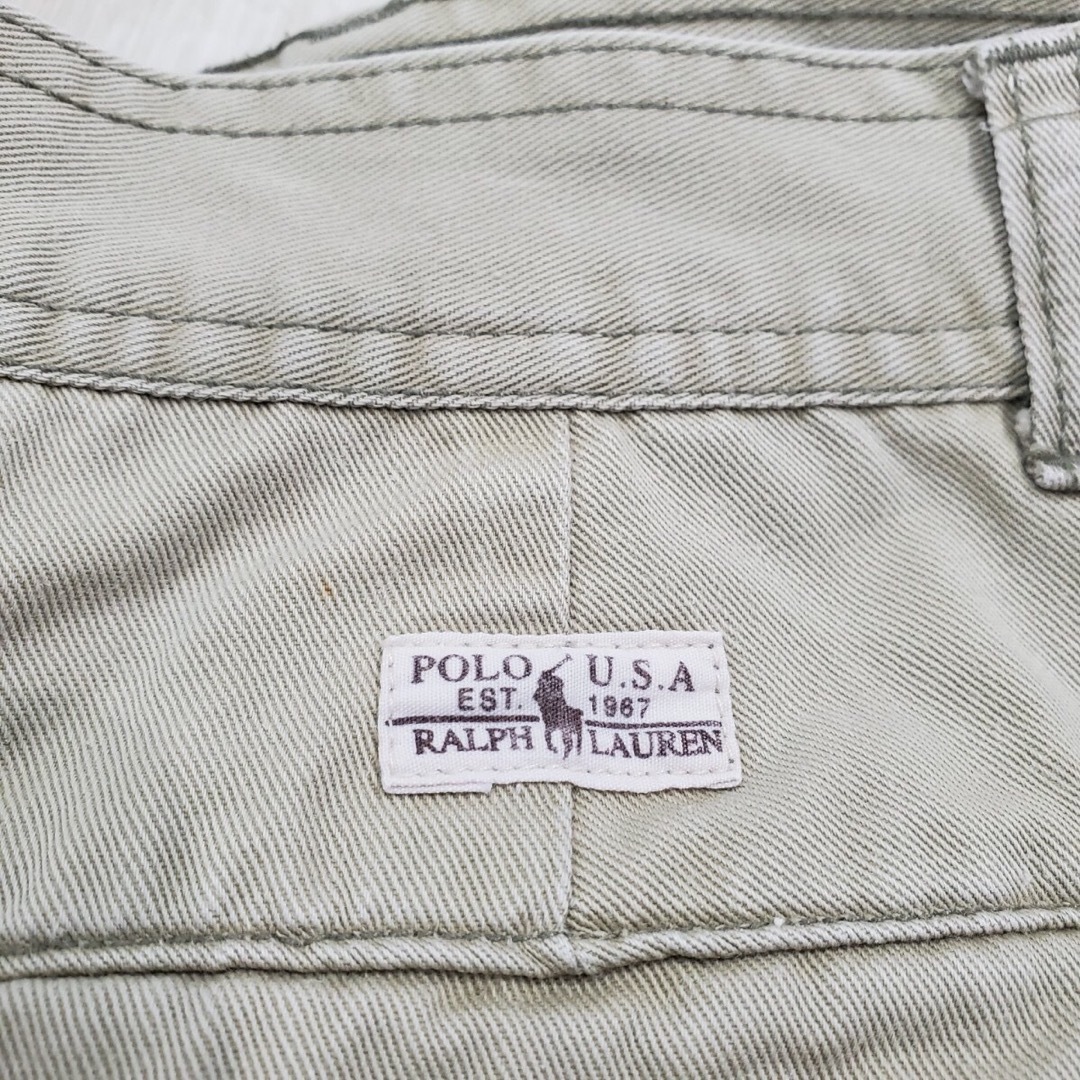 POLO U.S.A
EST. 1967
RALPH LAUREN